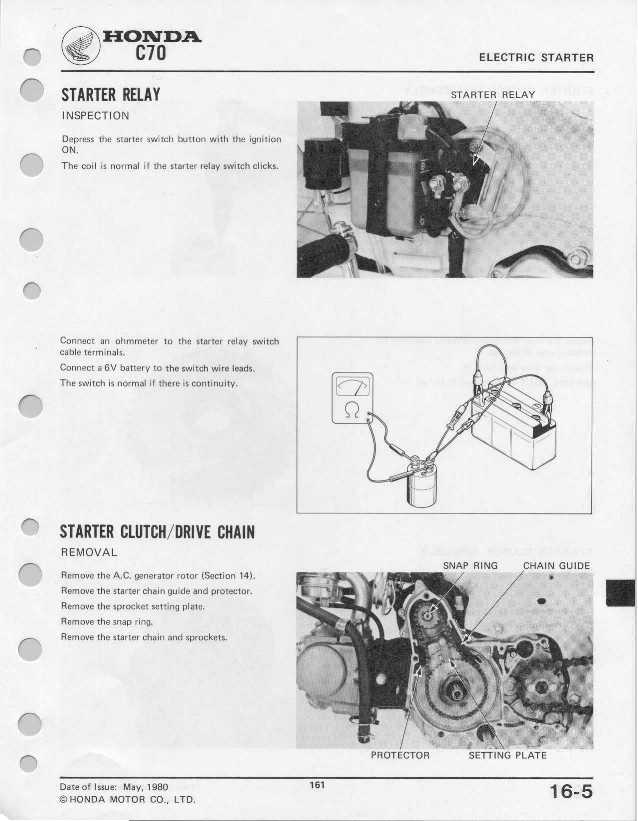 HONDA
C70
ELECTRIC STARTER
STARTER RELAY
INSPECTION
Depress the starter switch button with the ignition
ON.
The coil is normal if the starter relay switch clicks.
STARTER RELAY
Connect an ohmmeter to the starter relay switch
cable terminals.
Connect a 6V battery to the switch wire leads.
The switch is normal if there is continuity.
Ω
STARTER CLUTCH/DRIVE CHAIN
REMOVAL
Remove the A.C. generator rotor (Section 14).
Remove the starter chain guide and protector.
Remove the sprocket setting plate.
Remove the snap ring.
Remove the starter chain and sprockets.
SNAP RING CHAIN GUIDE
PROTECTOR SETTING PLATE
Date of Issue: May, 1980
© HONDA MOTOR CO., LTD.
161
16-5